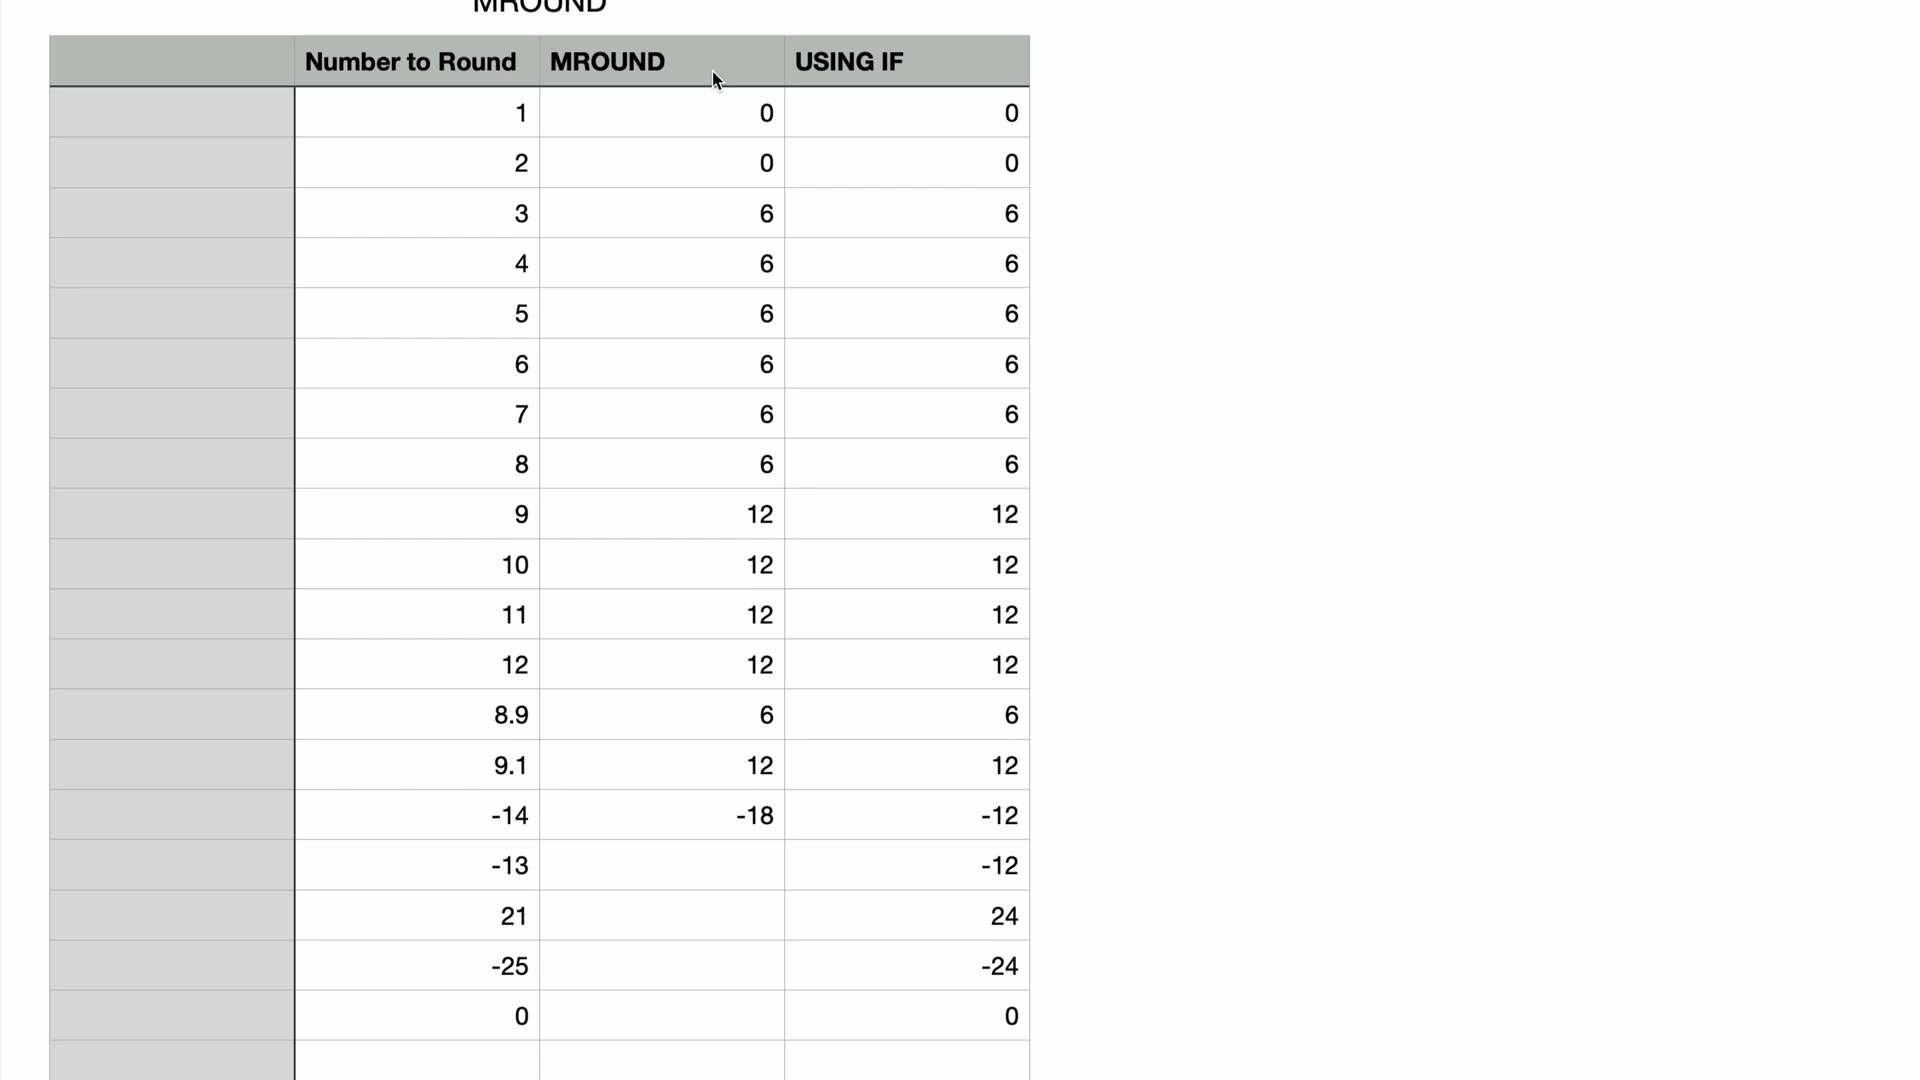 MROUND
Number to Round MROUND USING IF
1 0 0
2 0 0
3 6 6
4 6 6
5 6 6
6 6 6
7 6 6
8 6 6
9 12 12
10 12 12
11 12 12
12 12 12
8.9 6 6
9.1 12 12
-14 -18 -12
-13 -12
21 24
-25 -24
0 0